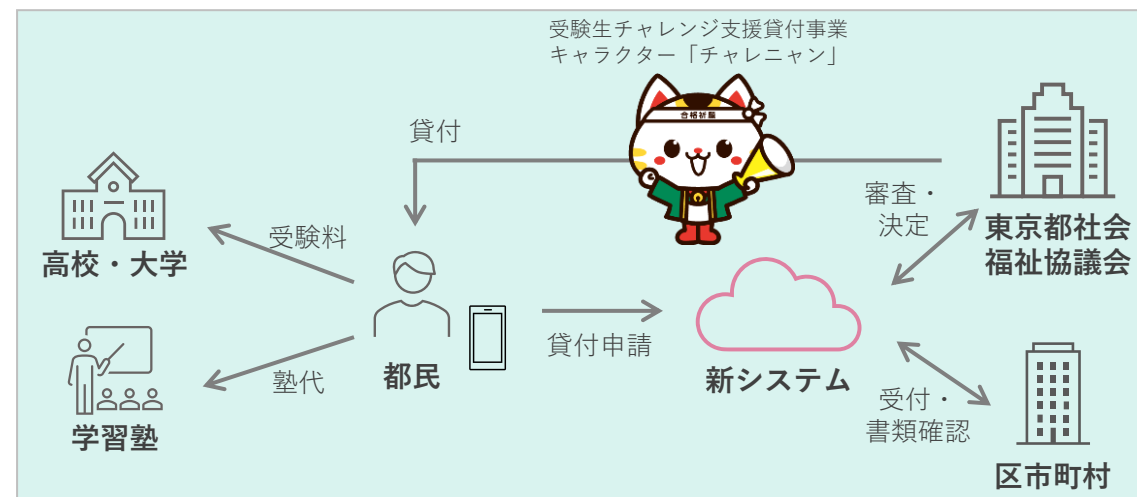 受験生チャレンジ支援貸付事業
キャラクター「チャレニャン」
合格祈願
貸付
審査・
決定
東京都社会
福祉協議会
高校・大学
受験料
都民
貸付申請
新システム
塾代
学習塾
受付・
書類確認
区市町村